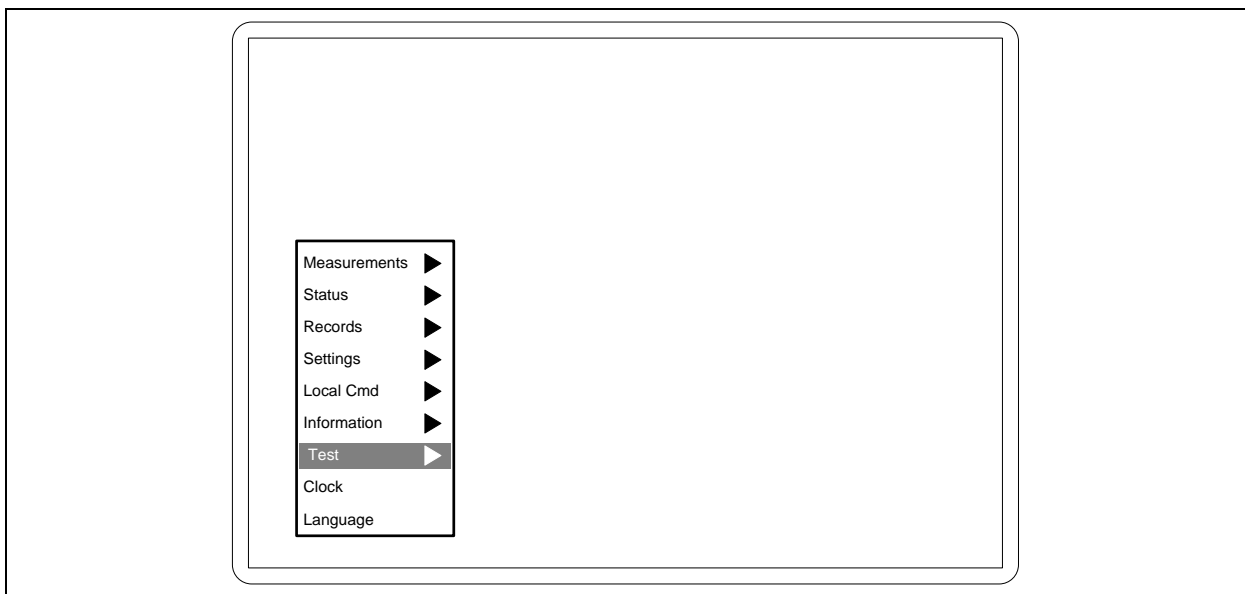 Measurements
Status
Records
Settings
Local Cmd
Information
Test
Clock
Language